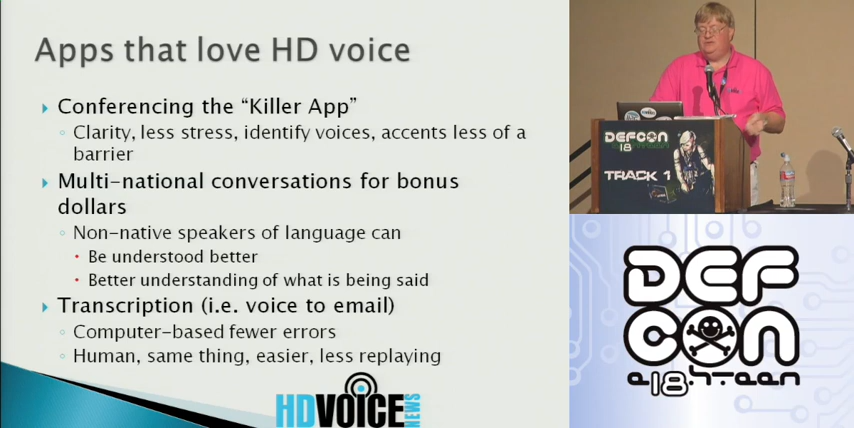 Apps that love HD voice
Conferencing the “Killer App”
Clarity, less stress, identify voices, accents less of a
barrier
Multi-national conversations for bonus
dollars
Non-native speakers of language can
Be understood better
Better understanding of what is being said
Transcription (i.e. voice to email)
Computer-based fewer errors
Human, same thing, easier, less replaying
HDVOICE
NEWS
DEFCON
18
TRACK 1
DEF
CON
e18h.teen